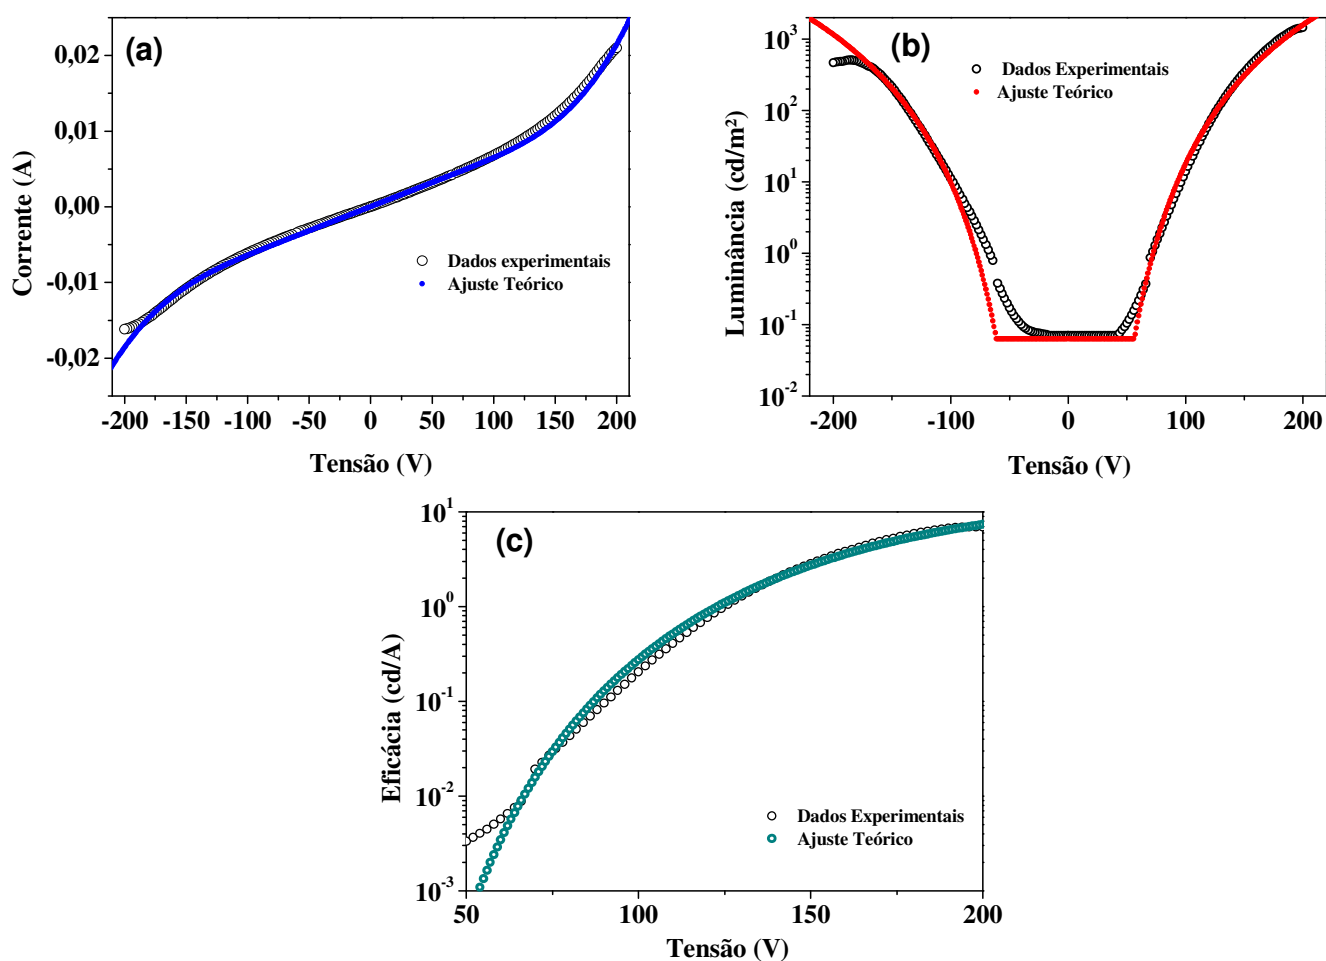 (a)
0,02
0,01
0,00
-0,01
-0,02
Corrente (A)
Dados experimentais
Ajuste Teórico
-200 -150 -100 -50 0 50 100 150 200
Tensão (V)
(b)
10³
10²
10¹
10⁰
10⁻¹
10⁻²
Luminância (cd/m²)
Dados Experimentais
Ajuste Teórico
-200 -100 0 100 200
Tensão (V)
(c)
10¹
10⁰
10⁻¹
10⁻²
10⁻³
Eficácia (cd/A)
Dados Experimentais
Ajuste Teórico
50 100 150 200
Tensão (V)